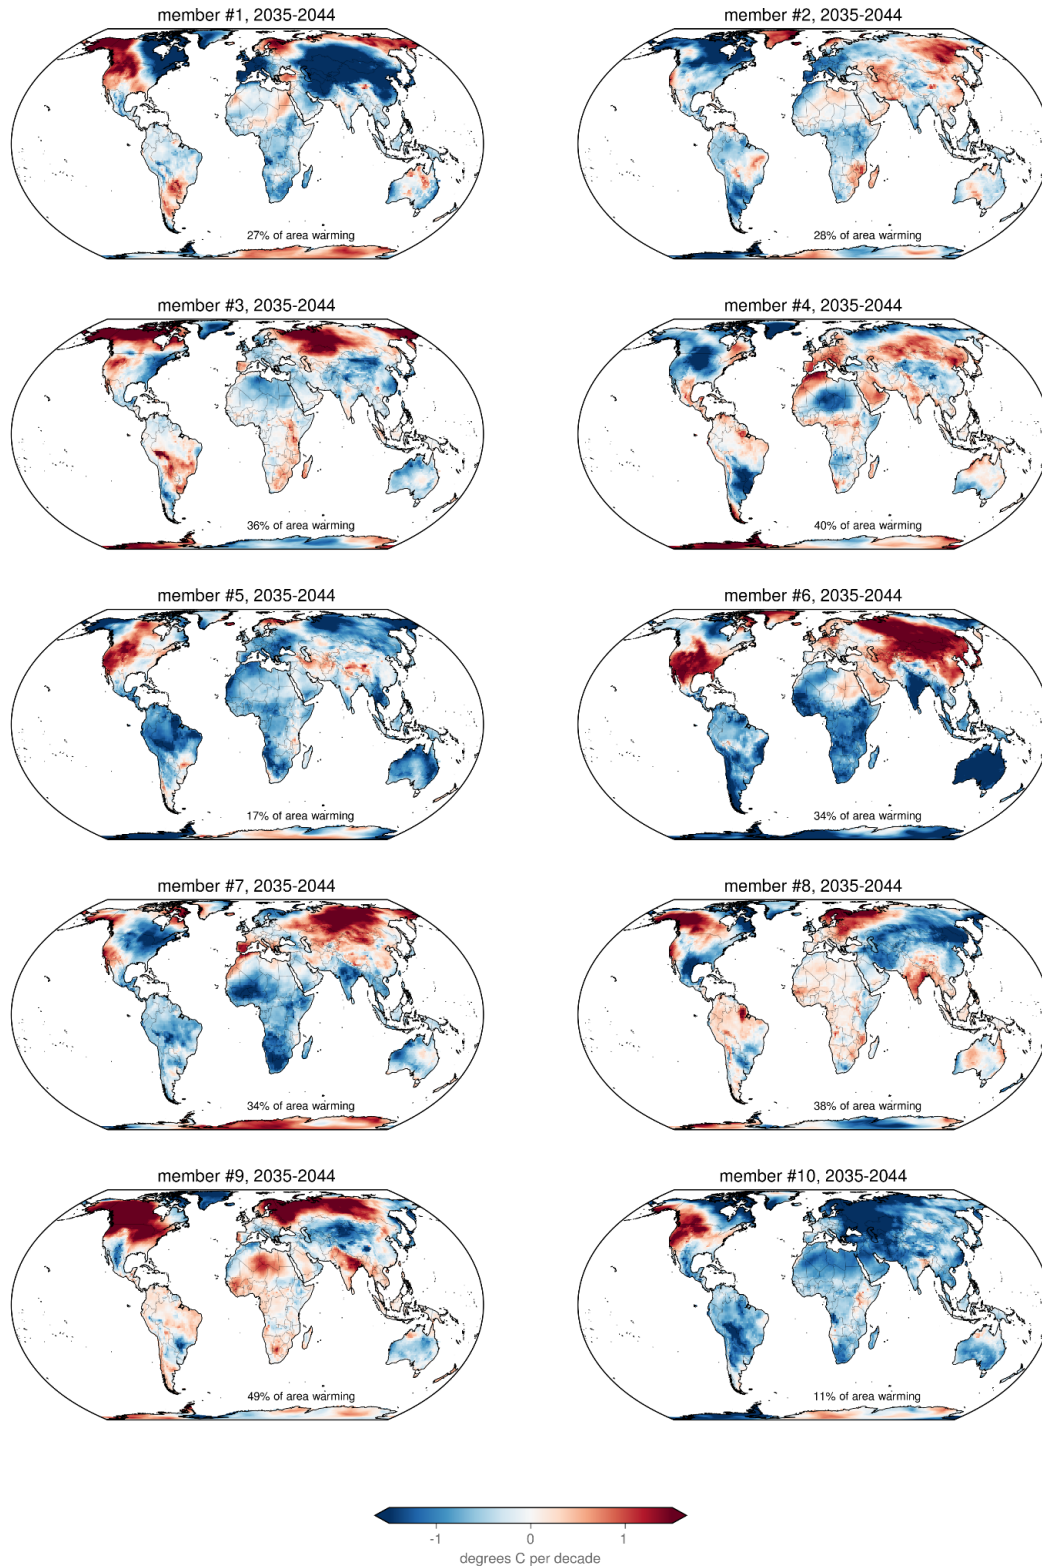 member #1, 2035-2044
27% of area warming
member #2, 2035-2044
28% of area warming
member #3, 2035-2044
36% of area warming
member #4, 2035-2044
40% of area warming
member #5, 2035-2044
17% of area warming
member #6, 2035-2044
34% of area warming
member #7, 2035-2044
34% of area warming
member #8, 2035-2044
38% of area warming
member #9, 2035-2044
49% of area warming
member #10, 2035-2044
11% of area warming
-1 0 1
degrees C per decade